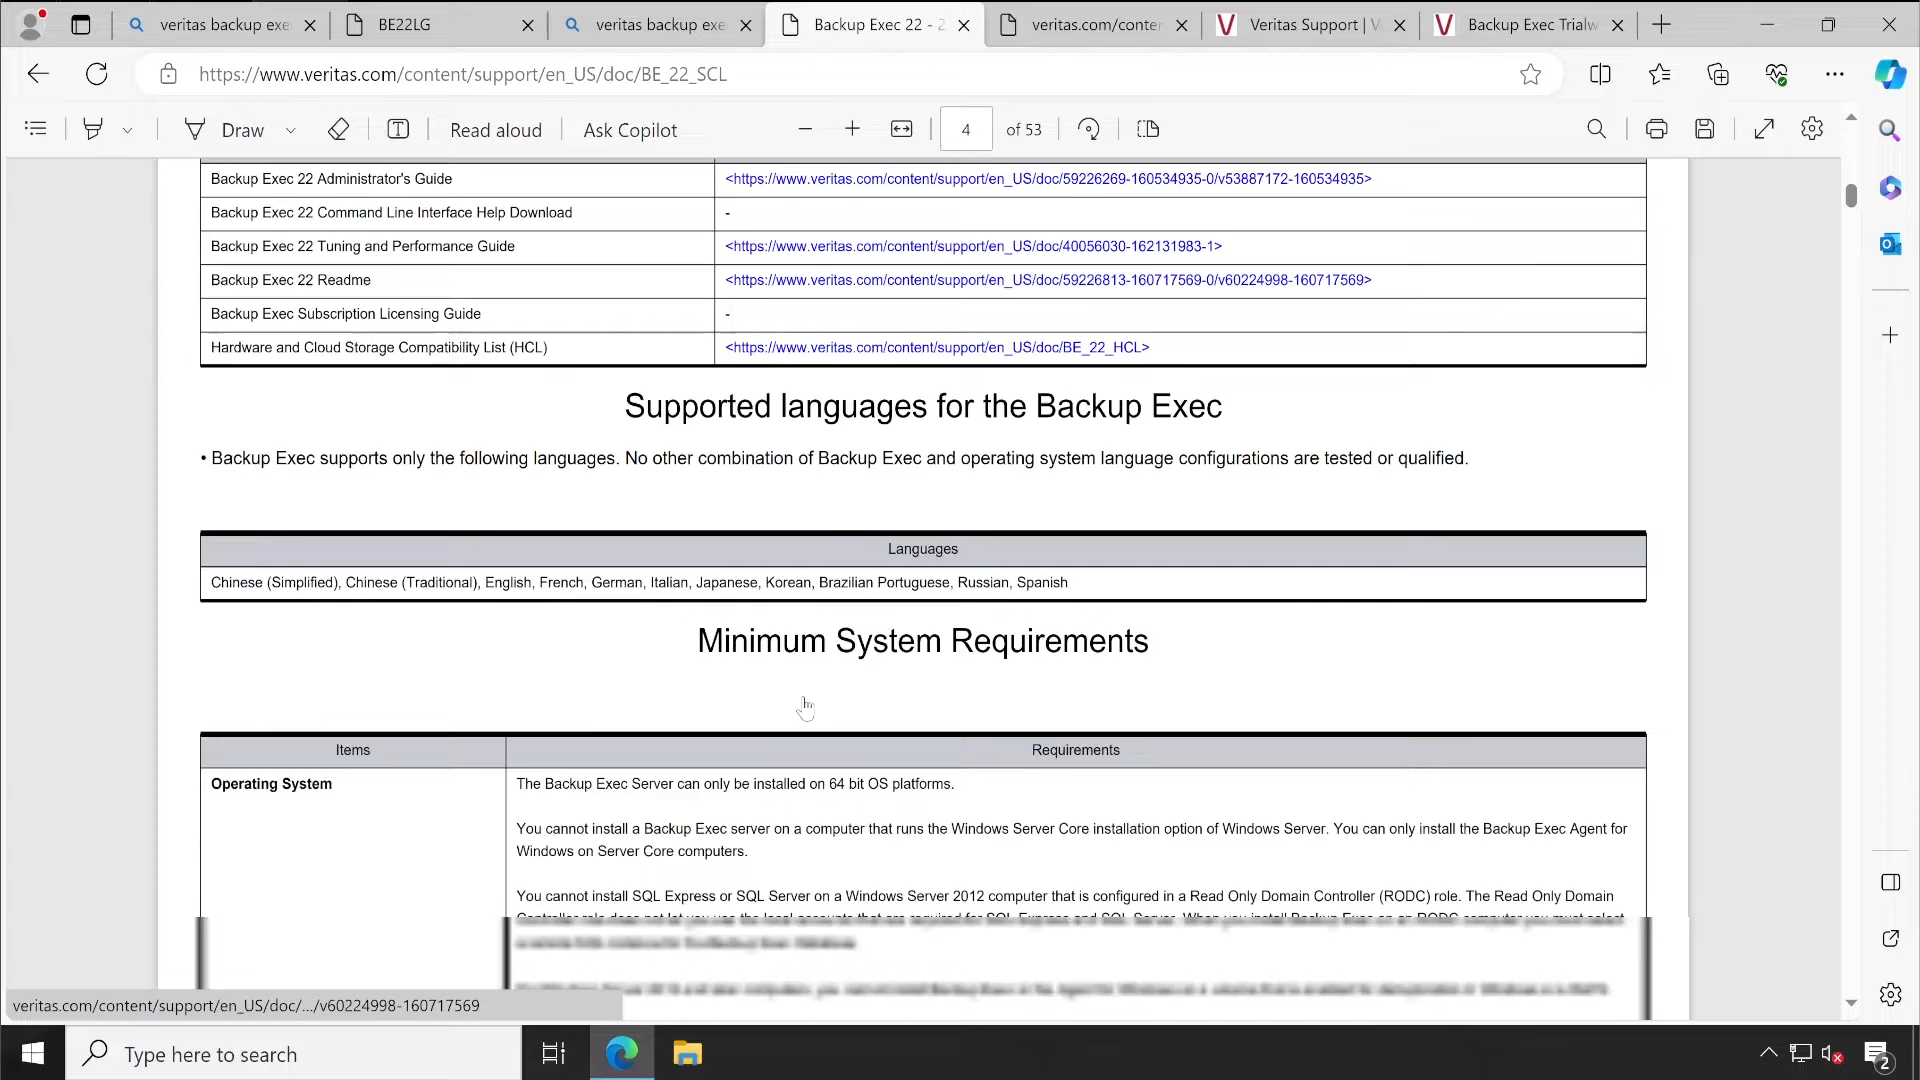 veritas backup exe
BE22LG
veritas backup exe
Backup Exec 22 - 2
veritas.com/conter
Veritas Support | V
Backup Exec Trialw
https://www.veritas.com/content/support/en_US/doc/BE_22_SCL
Draw
Read aloud
Ask Copilot
4
of 53
Backup Exec 22 Administrator's Guide
<https://www.veritas.com/content/support/en_US/doc/59226269-160534935-0/v53887172-160534935>
Backup Exec 22 Command Line Interface Help Download
-
Backup Exec 22 Tuning and Performance Guide
<https://www.veritas.com/content/support/en_US/doc/40056030-162131983-1>
Backup Exec 22 Readme
<https://www.veritas.com/content/support/en_US/doc/59226813-160717569-0/v60224998-160717569>
Backup Exec Subscription Licensing Guide
-
Hardware and Cloud Storage Compatibility List (HCL)
<https://www.veritas.com/content/support/en_US/doc/BE_22_HCL>
Supported languages for the Backup Exec
• Backup Exec supports only the following languages. No other combination of Backup Exec and operating system language configurations are tested or qualified.
Languages
Chinese (Simplified), Chinese (Traditional), English, French, German, Italian, Japanese, Korean, Brazilian Portuguese, Russian, Spanish
Minimum System Requirements
Items
Requirements
Operating System
The Backup Exec Server can only be installed on 64 bit OS platforms.
You cannot install a Backup Exec server on a computer that runs the Windows Server Core installation option of Windows Server. You can only install the Backup Exec Agent for
Windows on Server Core computers.
You cannot install SQL Express or SQL Server on a Windows Server 2012 computer that is configured in a Read Only Domain Controller (RODC) role. The Read Only Domain
veritas.com/content/support/en_US/doc/.../v60224998-160717569
Type here to search
2